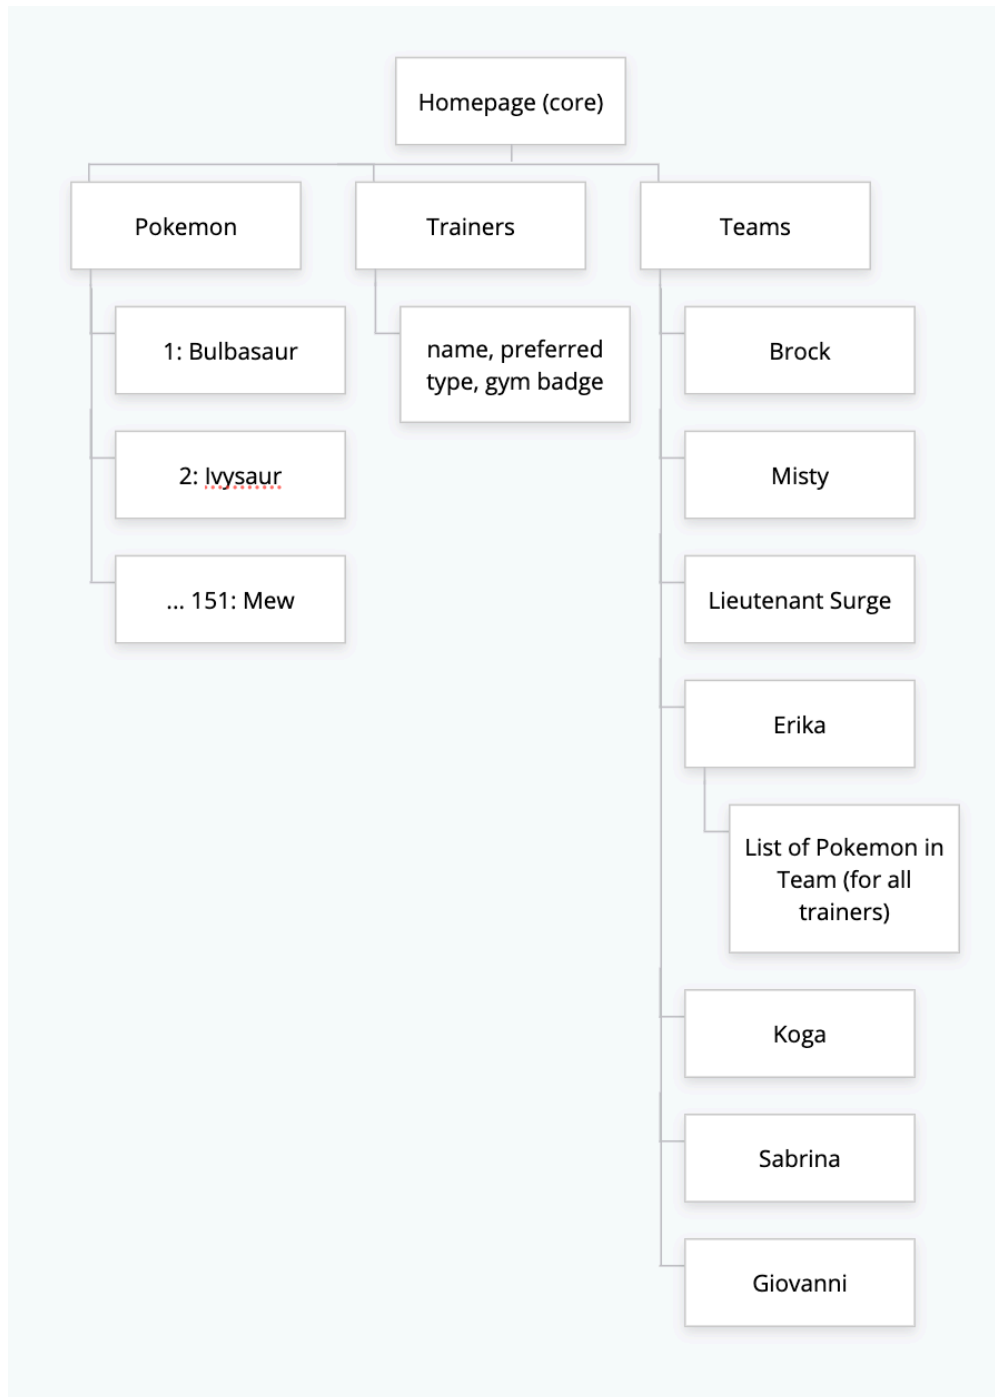 Homepage (core)
Pokemon
Trainers
Teams
1: Bulbasaur
name, preferred
type, gym badge
Brock
2: Ivysaur
Misty
... 151: Mew
Lieutenant Surge
Erika
List of Pokemon in
Team (for all
trainers)
Koga
Sabrina
Giovanni